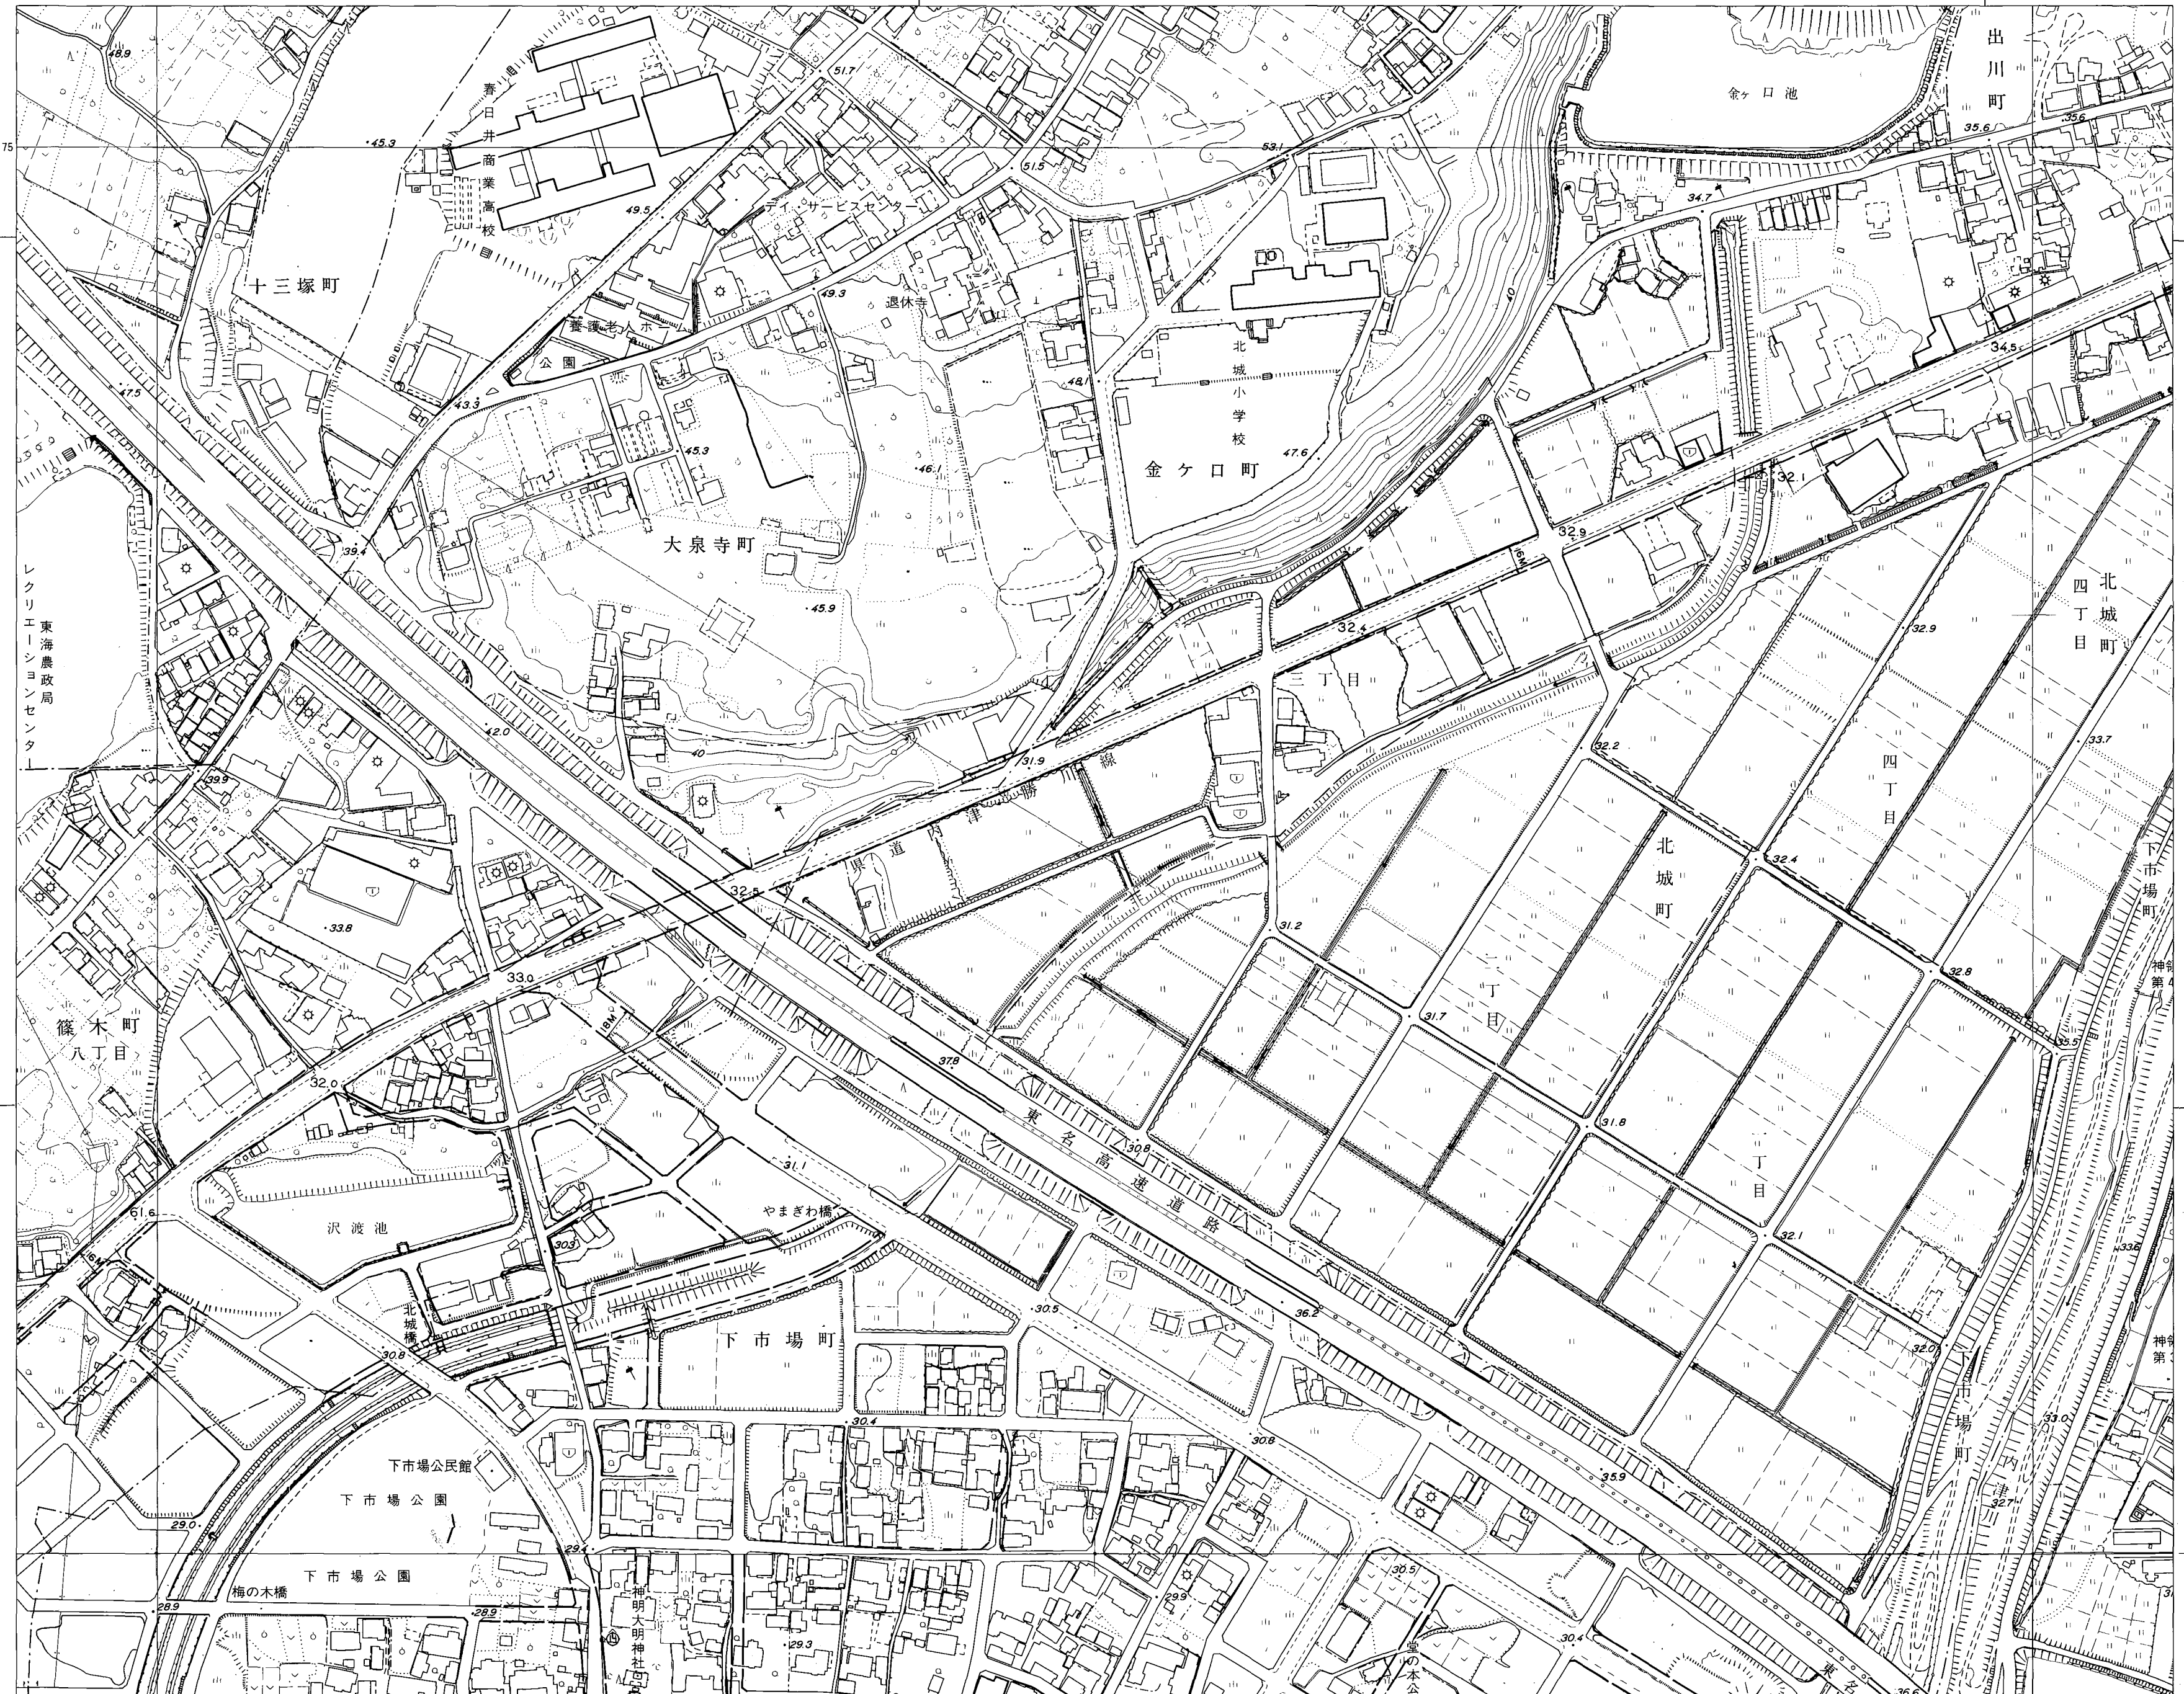 48.9
51.7
出川町
金ヶ口池
春日井商業高校
75
45.3
53.1
35.6
35.6
51.5
49.5
デイ・サービスセンター
34.7
十三塚町
49.3
退休寺
40
養護老人ホーム
公園
34.5
北城小学校
47.5
43.3
48.1
45.3
46.1
47.6
金ケ口町
32.1
大泉寺町
39.4
32.9
16M
東海農政局
レクリエーションセンター
45.9
32.4
32.9
北城町
四丁目
三丁目
42.0
40
31.9
32.2
33.7
39.9
県道内津勝川線
四丁目
北城町
32.4
下市場町
32.5
33.8
31.2
33.0
32.8
篠木町
八丁目
18M
31.7
二丁目
37.8
35.5
32.0
東名高速道路
31.8
30.8
31.1
一丁目
やまぎわ橋
61.6
沢渡池
30.3
32.1
16M
北城橋
30.5
36.2
下市場町
30.8
32.0
下市場町
30.4
33.0
30.8
下市場公民館
35.9
下市場公園
内津川
32.7
29.0
29.4
下市場公園
30.5
梅の木橋
28.9
28.9
29.9
神明大明神社
29.3
30.4
東名
36.6